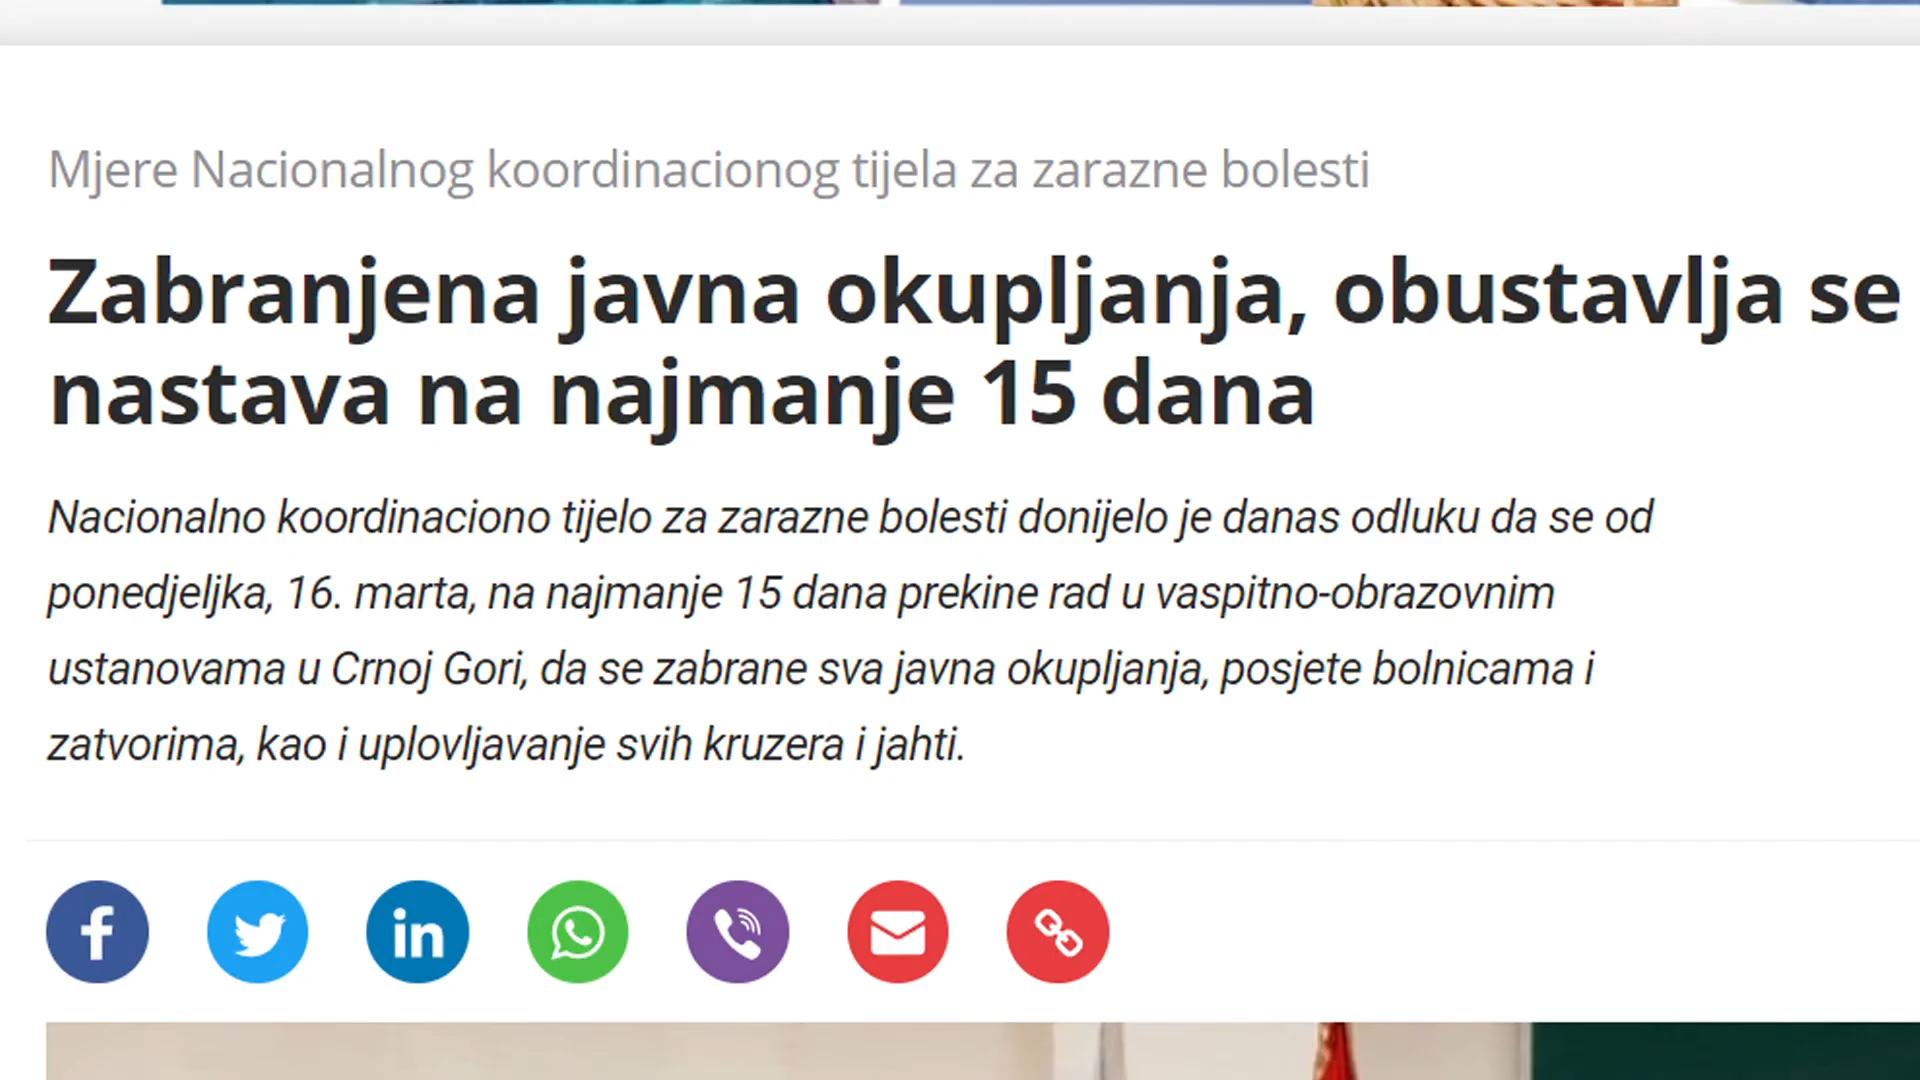 Mjere Nacionalnog koordinacionog tijela za zarazne bolesti
Zabranjena javna okupljanja, obustavlja se
nastava na najmanje 15 dana
Nacionalno koordinaciono tijelo za zarazne bolesti donijelo je danas odluku da se od
ponedjeljka, 16. marta, na najmanje 15 dana prekine rad u vaspitno-obrazovnim
ustanovama u Crnoj Gori, da se zabrane sva javna okupljanja, posjete bolnicama i
zatvorima, kao i uplovljavanje svih kruzera i jahti.